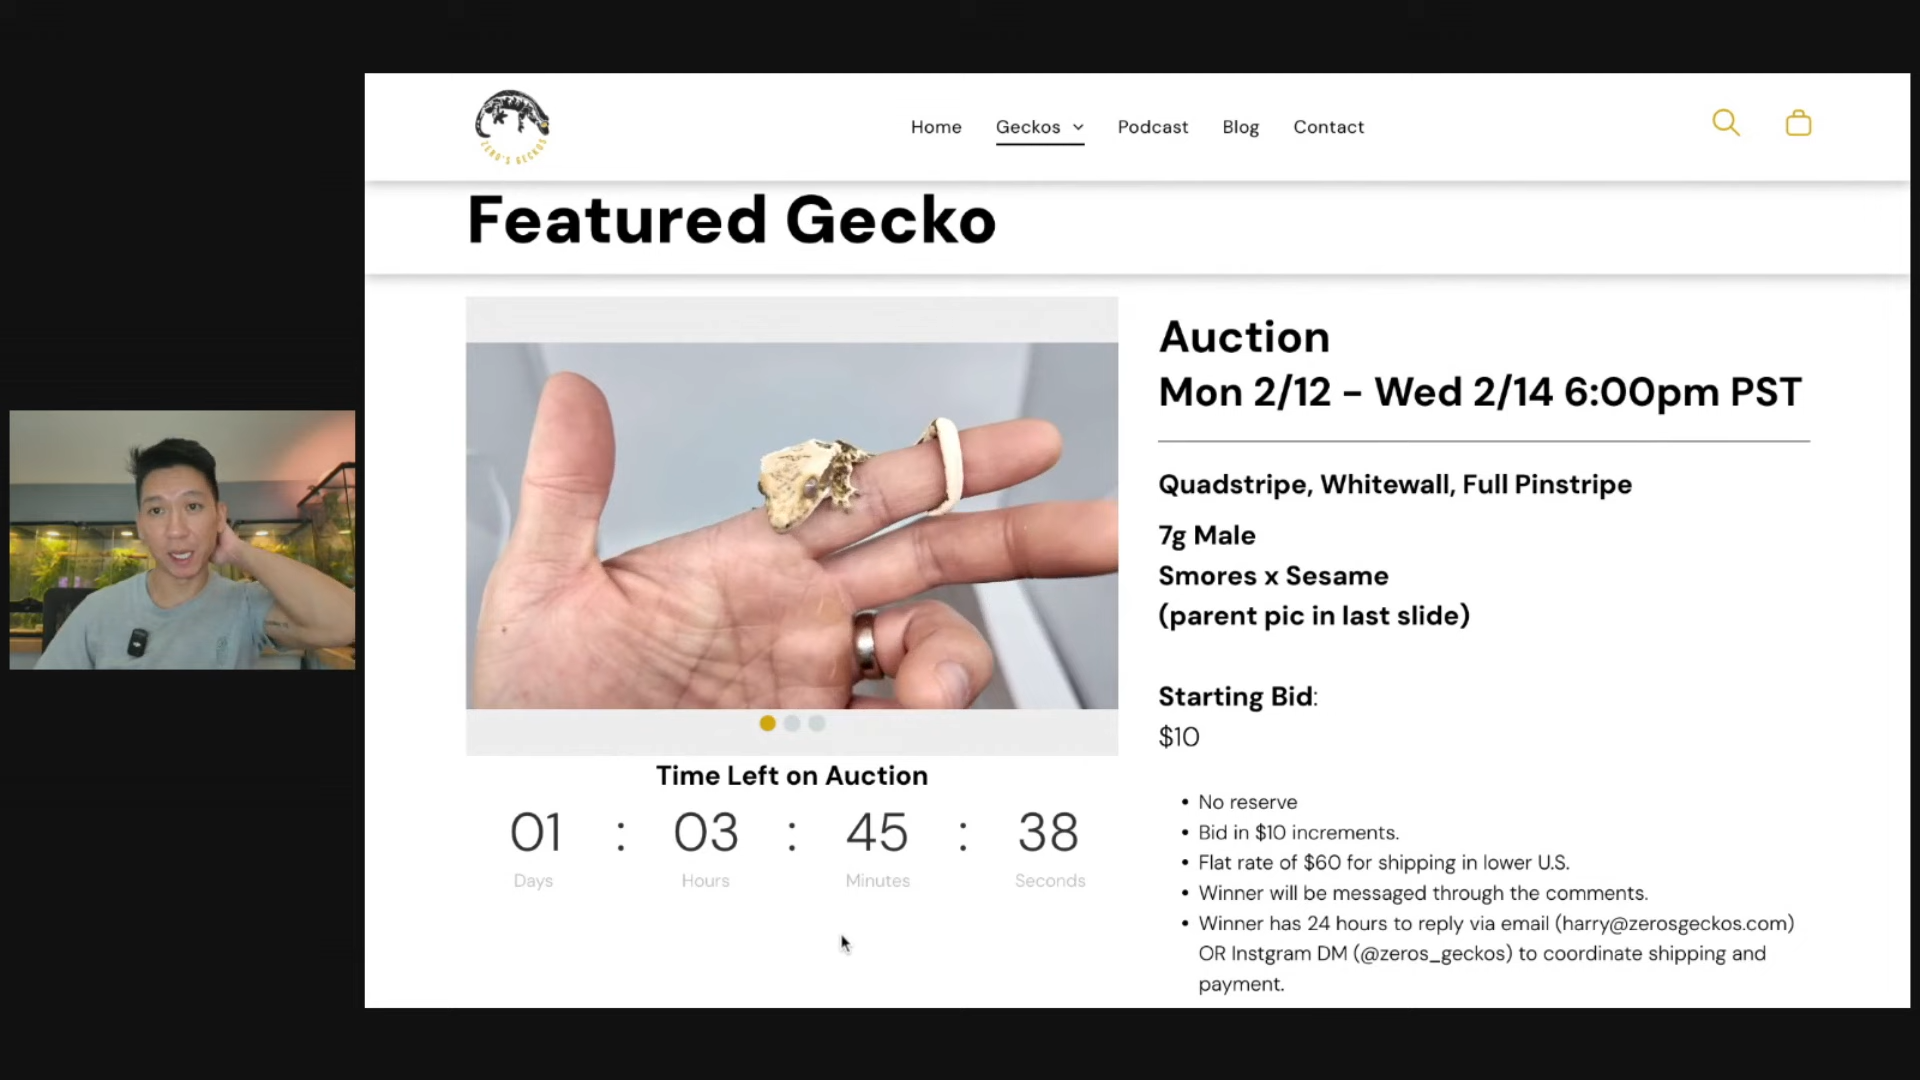 ZERO'S GECKOS
Home
Geckos
Podcast
Blog
Contact
Featured Gecko
Auction
Mon 2/12 - Wed 2/14 6:00pm PST
Quadstripe, Whitewall, Full Pinstripe
7g Male
Smores x Sesame
(parent pic in last slide)
Starting Bid:
$10
• No reserve
• Bid in $10 increments.
• Flat rate of $60 for shipping in lower U.S.
• Winner will be messaged through the comments.
• Winner has 24 hours to reply via email (harry@zerosgeckos.com)
OR Instgram DM (@zeros_geckos) to coordinate shipping and
payment.
Time Left on Auction
01 : 03 : 45 : 38
Days Hours Minutes Seconds